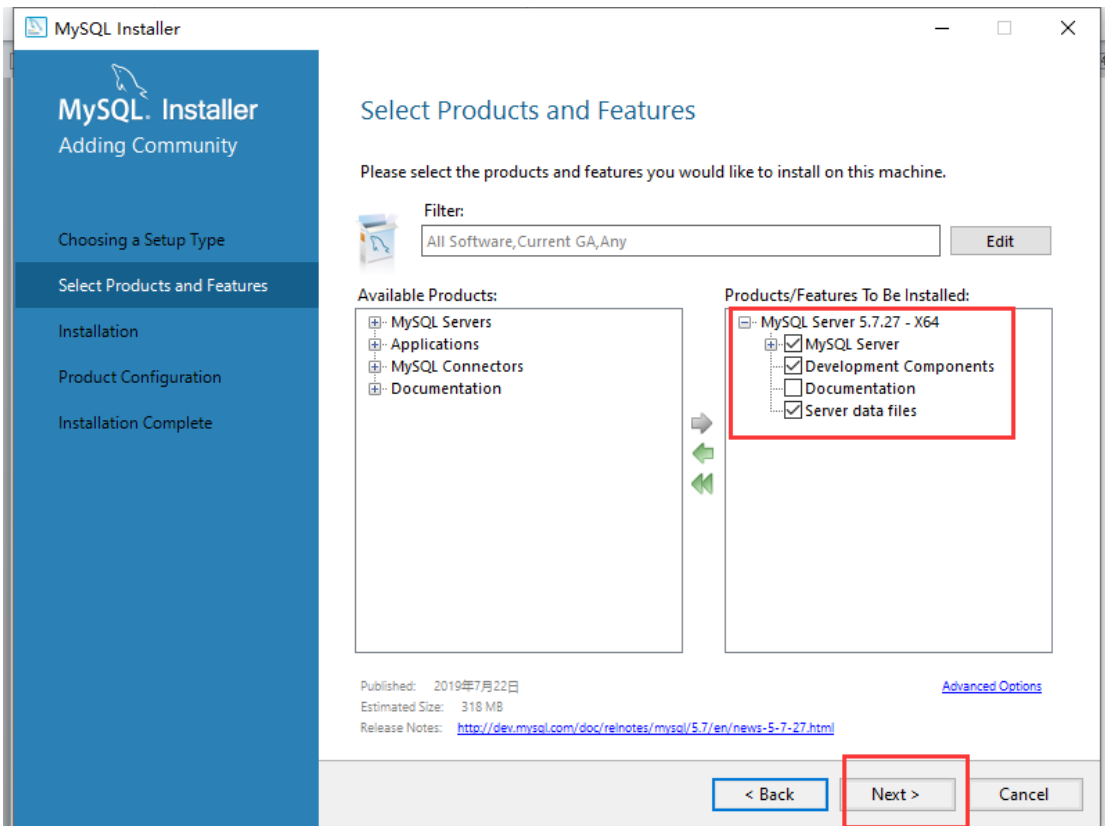 MySQL Installer
MySQL. Installer
Adding Community
Choosing a Setup Type
Select Products and Features
Installation
Product Configuration
Installation Complete
Select Products and Features
Please select the products and features you would like to install on this machine.
Filter:
All Software,Current GA,Any
Edit
Available Products:
MySQL Servers
Applications
MySQL Connectors
Documentation
Products/Features To Be Installed:
MySQL Server 5.7.27 - X64
MySQL Server
Development Components
Documentation
Server data files
Published: 2019年7月22日
Advanced Options
Estimated Size: 318 MB
Release Notes: http://dev.mysql.com/doc/relnotes/mysql/5.7/en/news-5-7-27.html
< Back
Next >
Cancel